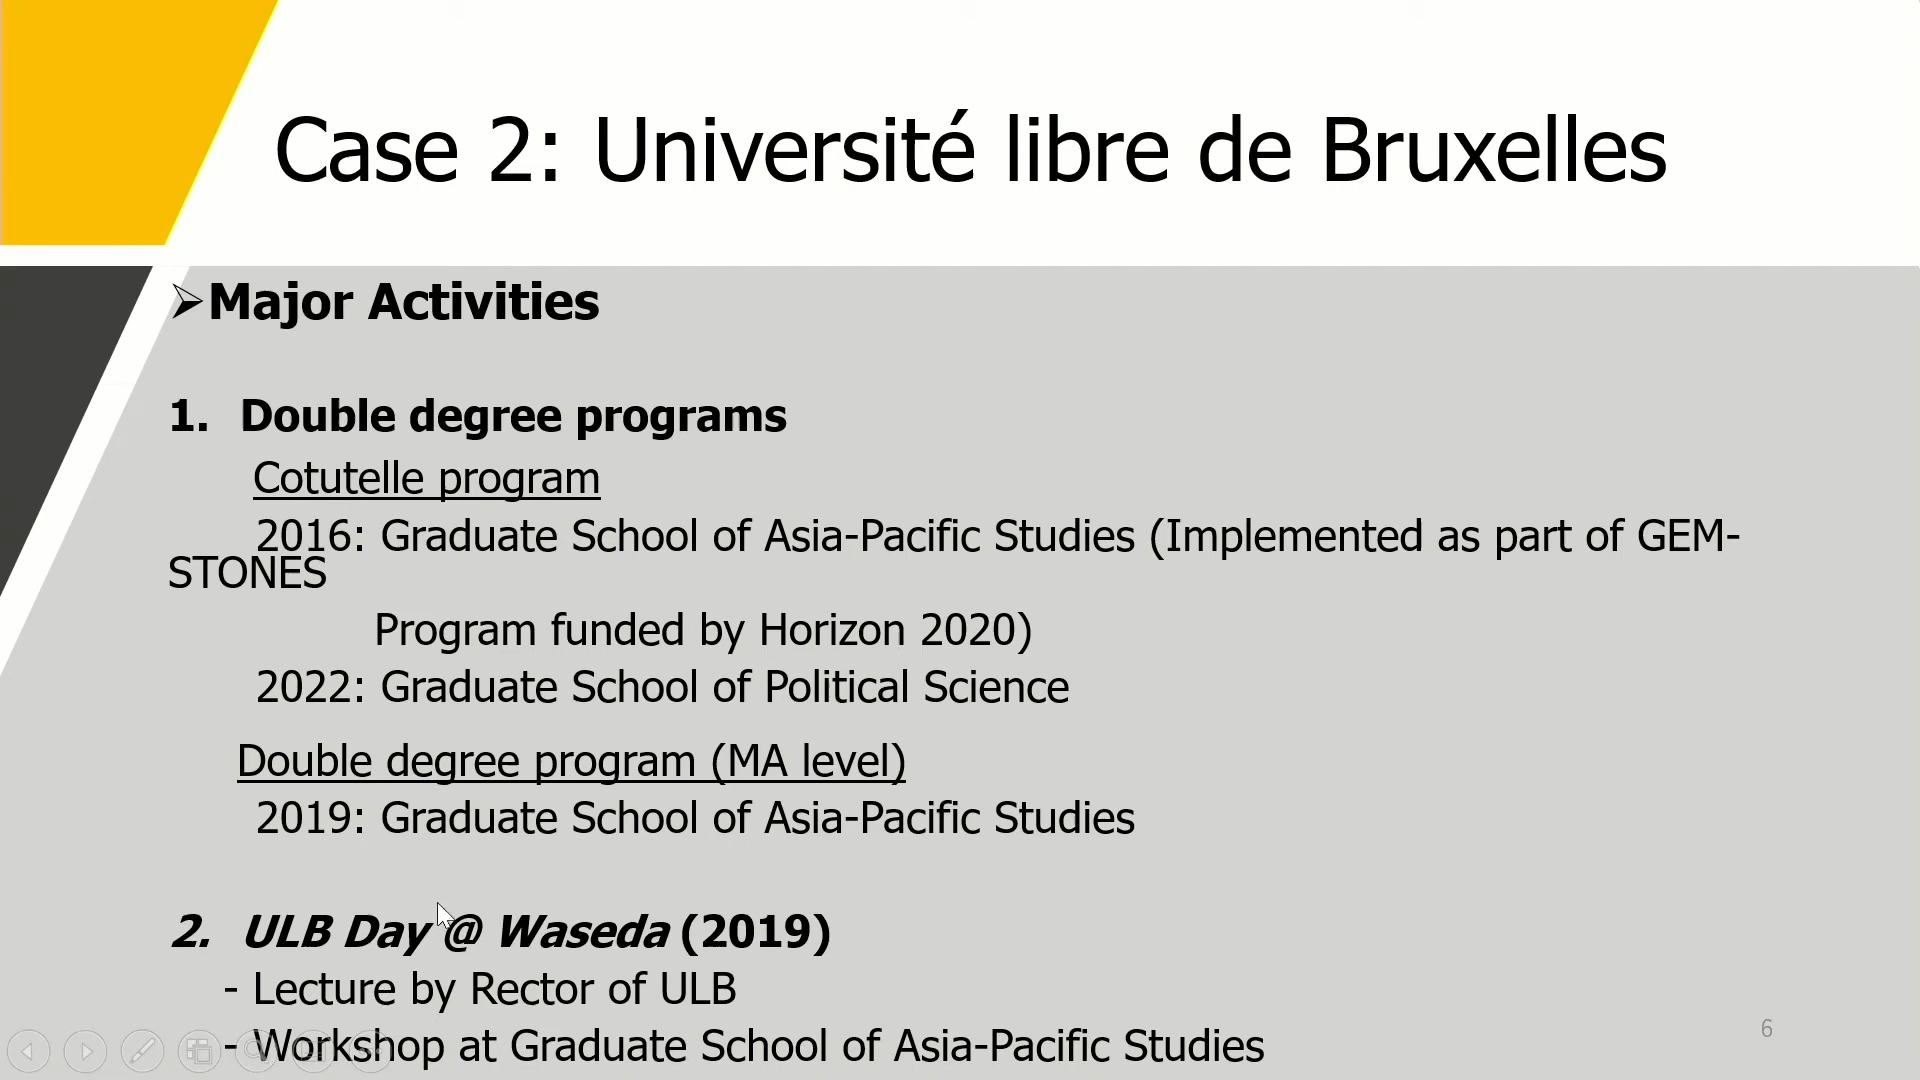 Case 2: Université libre de Bruxelles
➢Major Activities
1. Double degree programs
Cotutelle program
2016: Graduate School of Asia-Pacific Studies (Implemented as part of GEM-
STONES
Program funded by Horizon 2020)
2022: Graduate School of Political Science
Double degree program (MA level)
2019: Graduate School of Asia-Pacific Studies
2. ULB Day @ Waseda (2019)
- Lecture by Rector of ULB
- Workshop at Graduate School of Asia-Pacific Studies
6